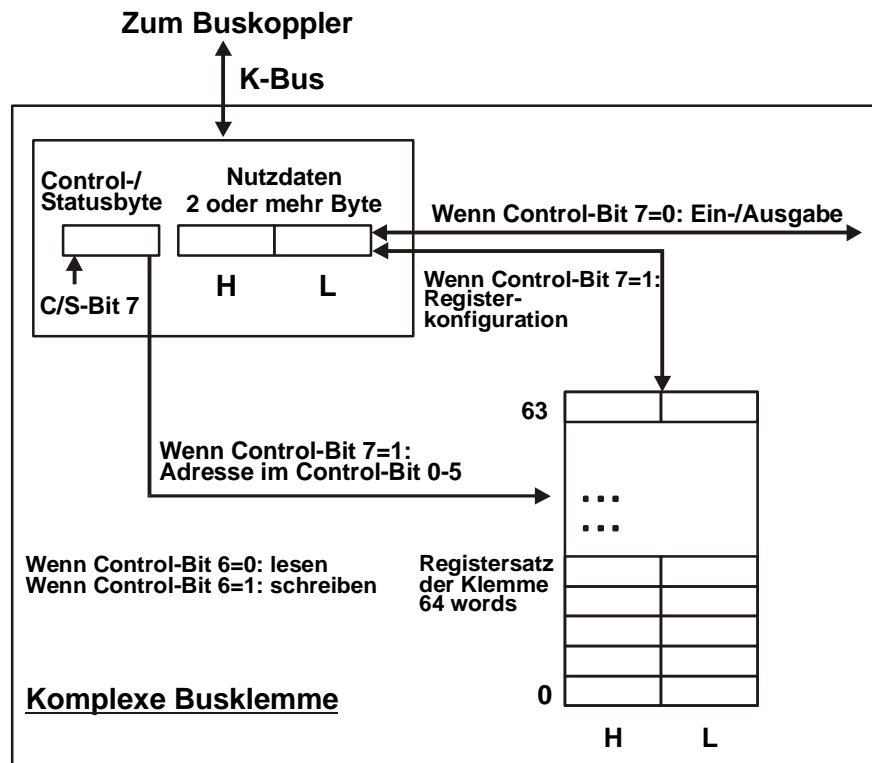 Zum Buskoppler
K-Bus
Control-/
Statusbyte
Nutzdaten
2 oder mehr Byte
H
L
C/S-Bit 7
Wenn Control-Bit 7=0: Ein-/Ausgabe
Wenn Control-Bit 7=1:
Register-
konfiguration
Wenn Control-Bit 7=1:
Adresse im Control-Bit 0-5
63
...
...
Wenn Control-Bit 6=0: lesen
Wenn Control-Bit 6=1: schreiben
Registersatz
der Klemme
64 words
0
H
L
Komplexe Busklemme